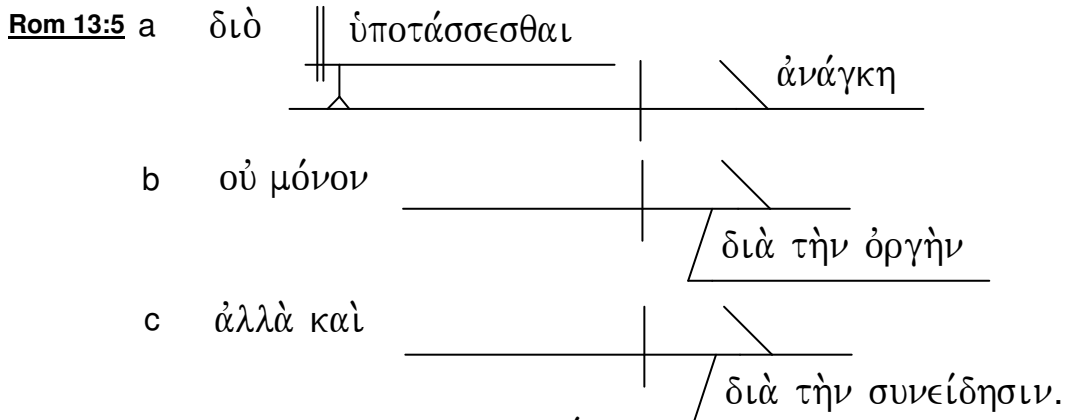 Rom 13:5 a διὸ ὑποτάσσεσθαι
ἀνάγκη
b οὐ μόνον
διὰ τὴν ὀργὴν
c ἀλλὰ καὶ
διὰ τὴν συνείδησιν.